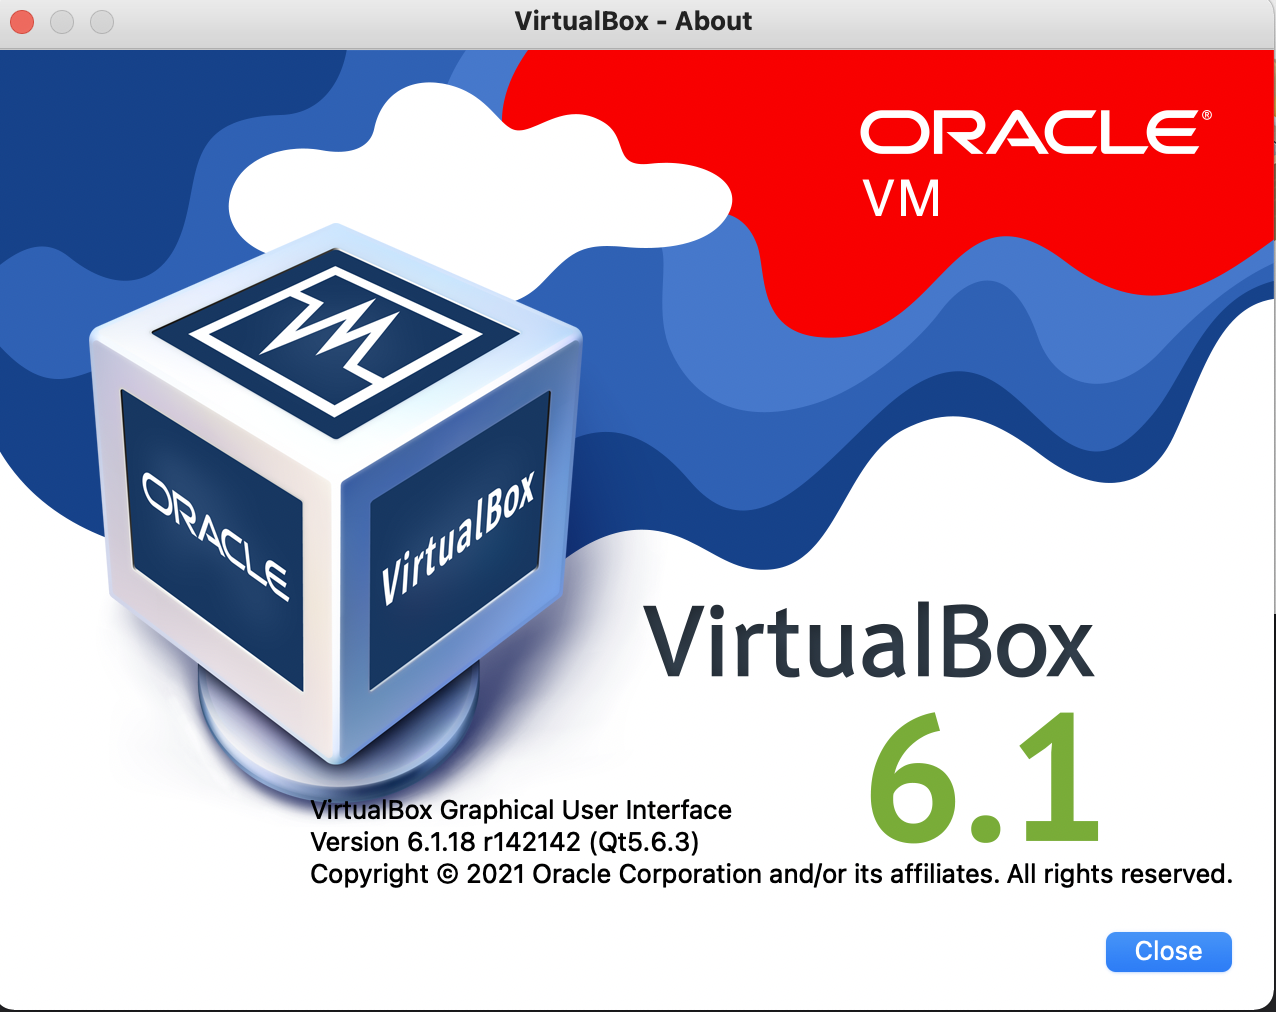 VirtualBox - About
ORACLE®
VM
ORACLE
VirtualBox
VirtualBox
6.1
VirtualBox Graphical User Interface
Version 6.1.18 r142142 (Qt5.6.3)
Copyright © 2021 Oracle Corporation and/or its affiliates. All rights reserved.
Close